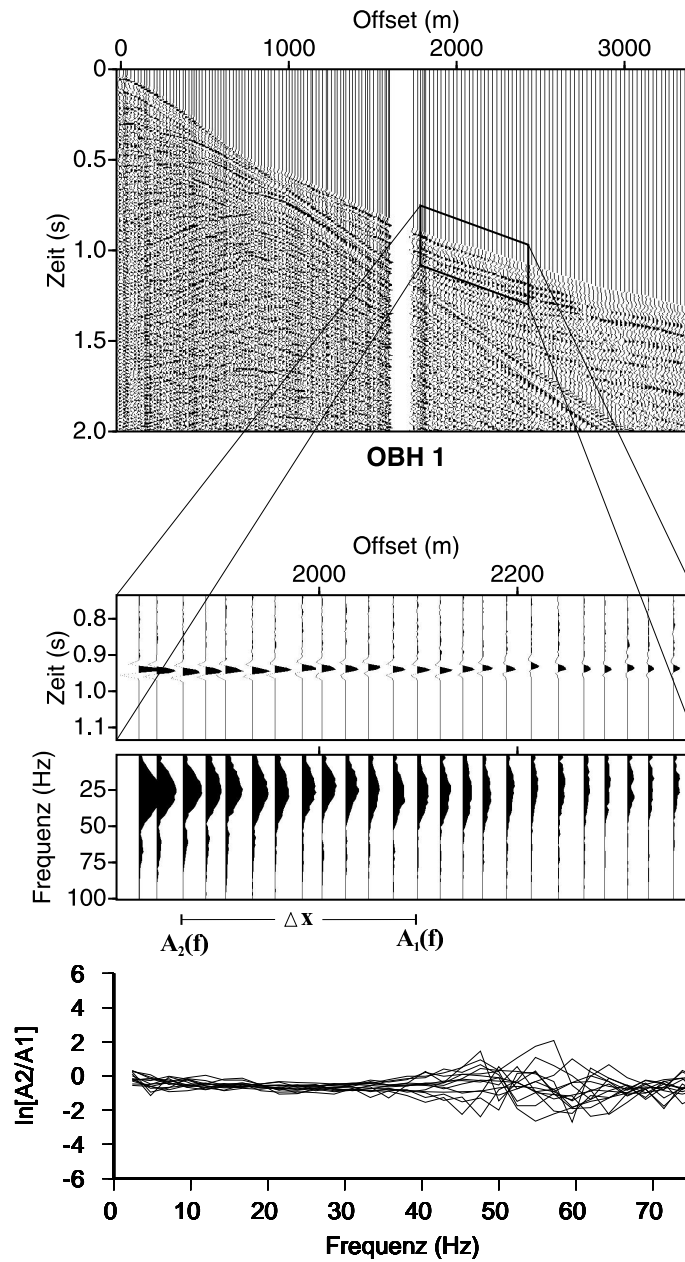 Offset (m)
0 1000 2000 3000
0
0.5
1.0
1.5
2.0
Zeit (s)
OBH 1
Offset (m)
2000 2200
0.8
0.9
1.0
1.1
Zeit (s)
25
50
75
100
Frequenz (Hz)
Δx
A₂(f) A₁(f)
6
4
2
0
-2
-4
-6
ln[A2/A1]
0 10 20 30 40 50 60 70
Frequenz (Hz)